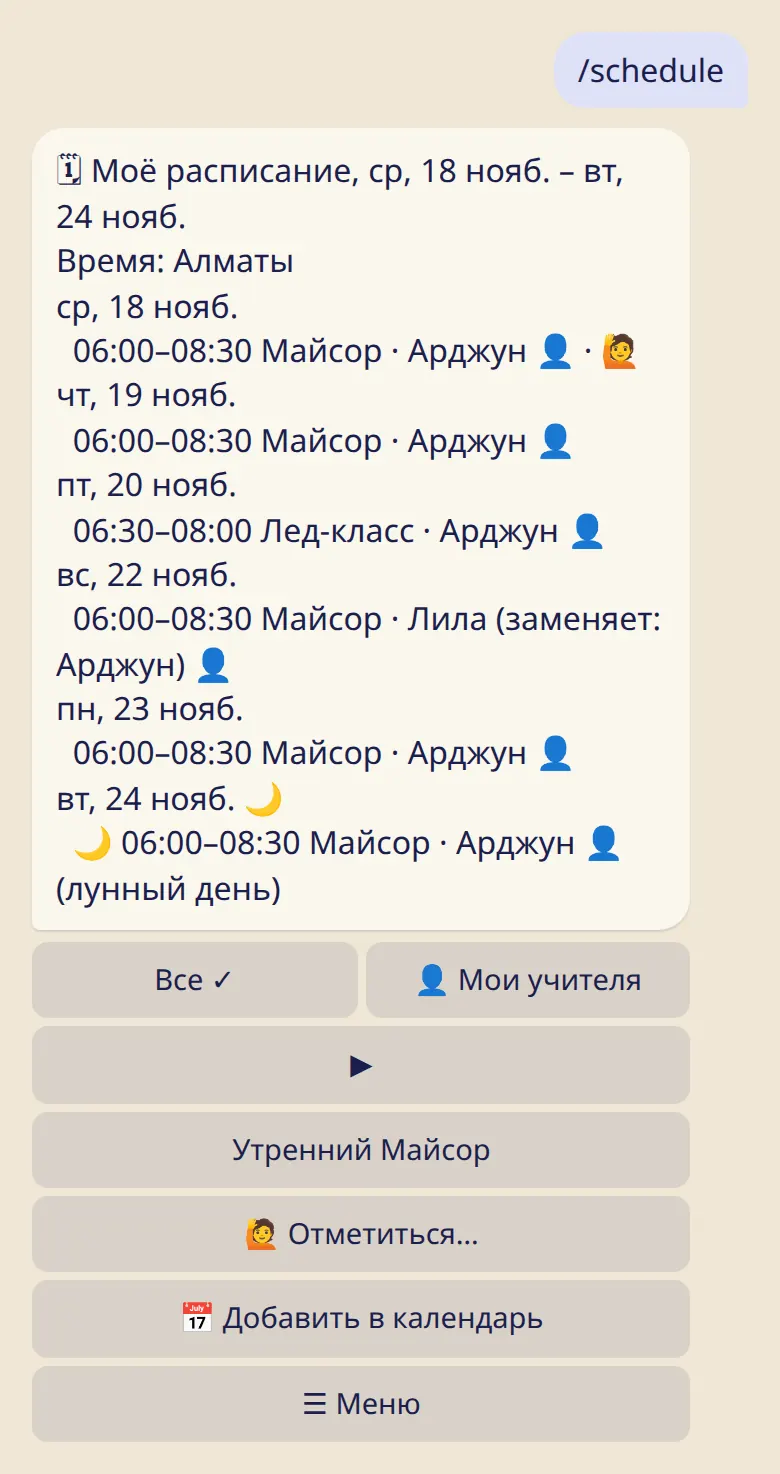 /schedule
🗓 Моё расписание, ср, 18 нояб. – вт,
24 нояб.
Время: Алматы
ср, 18 нояб.
06:00–08:30 Майсор · Арджун 👤 · 🙋
чт, 19 нояб.
06:00–08:30 Майсор · Арджун 👤
пт, 20 нояб.
06:30–08:00 Лед-класс · Арджун 👤
вс, 22 нояб.
06:00–08:30 Майсор · Лила (заменяет:
Арджун) 👤
пн, 23 нояб.
06:00–08:30 Майсор · Арджун 👤
вт, 24 нояб. 🌙
🌙 06:00–08:30 Майсор · Арджун 👤
(лунный день)
Все ✓
👤 Мои учителя
▶
Утренний Майсор
🙋 Отметиться...
📅 Добавить в календарь
☰ Меню